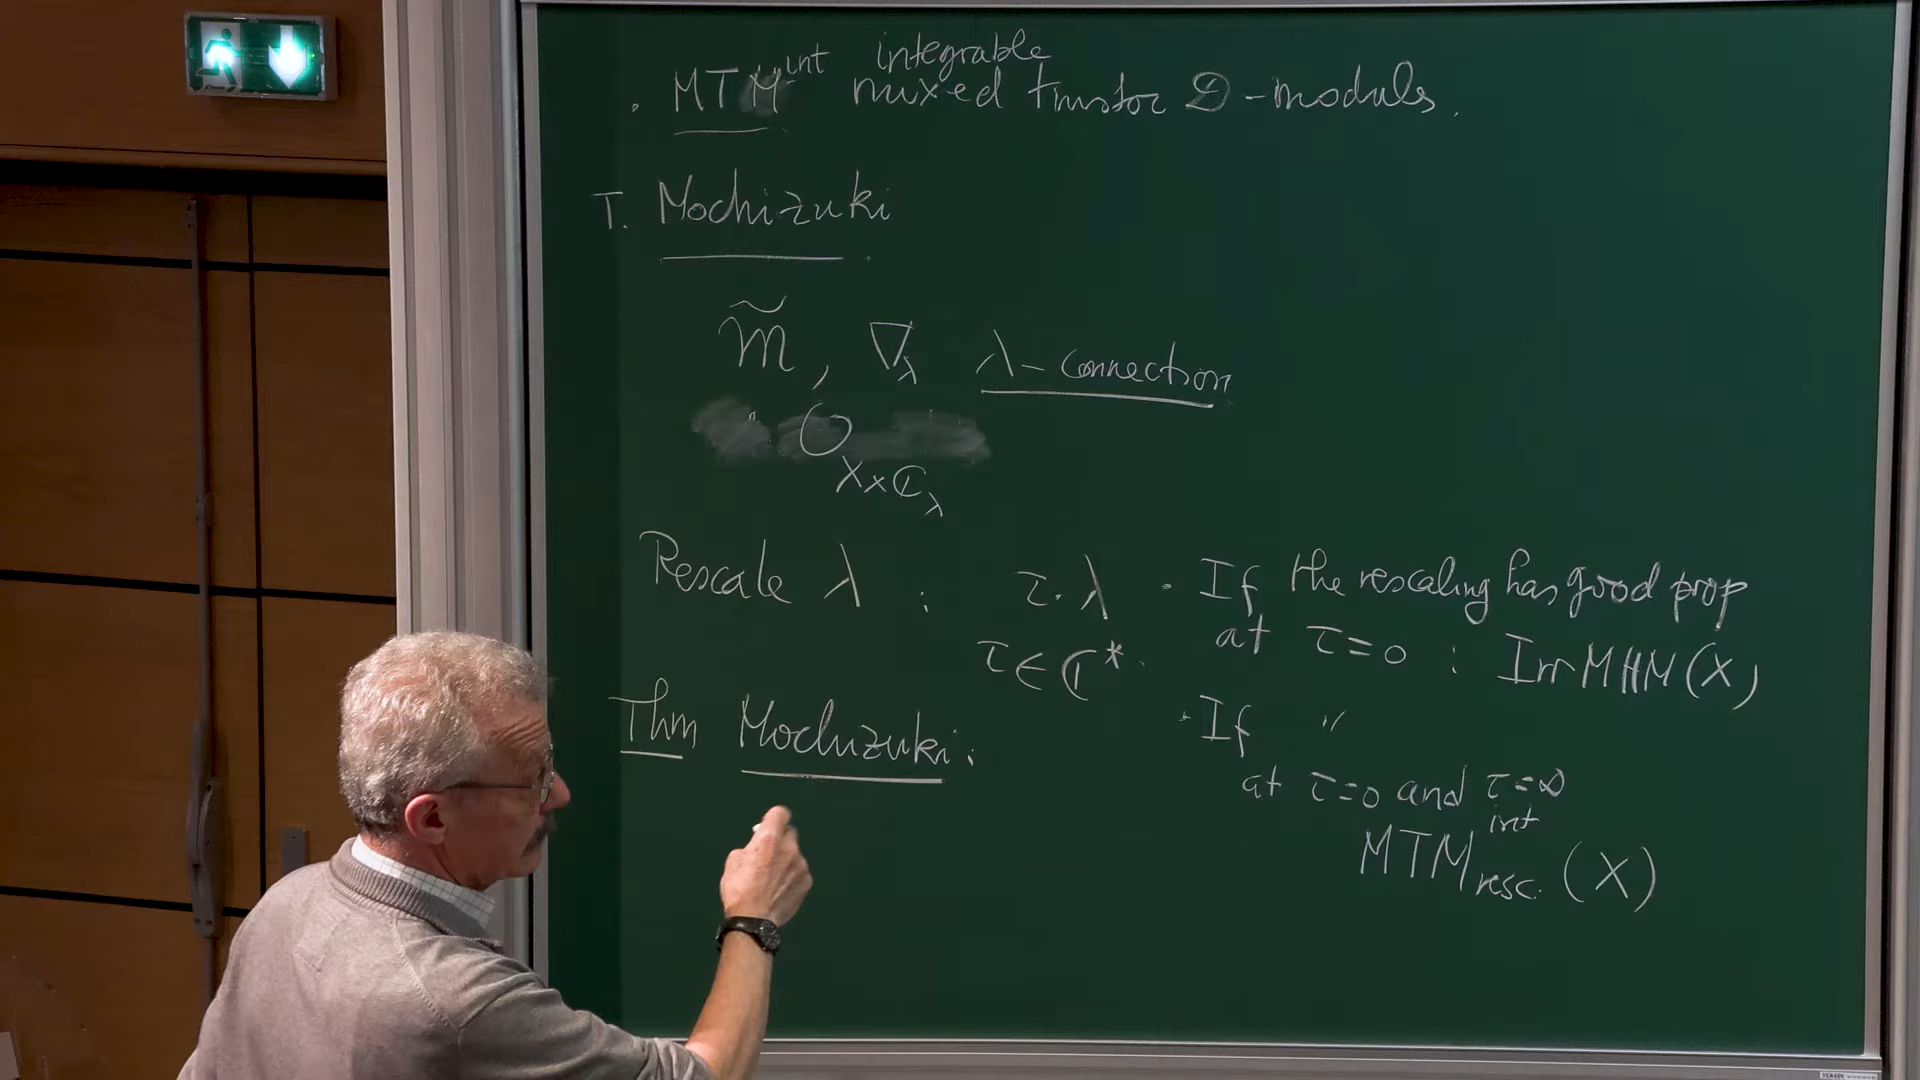 integrable
. MTM^int mixed twistor D-modules.
T. Mochizuki
m̃, ∇_λ λ-connection
O_X×ℂ_λ
Rescale λ : τ·λ
τ∈ℂ*.
· If the rescaling has good prop
at τ=0 : IrrMHM(X)
· If "
at τ=0 and τ=∞
MTM^int_resc. (X)
Thm Mochizuki: